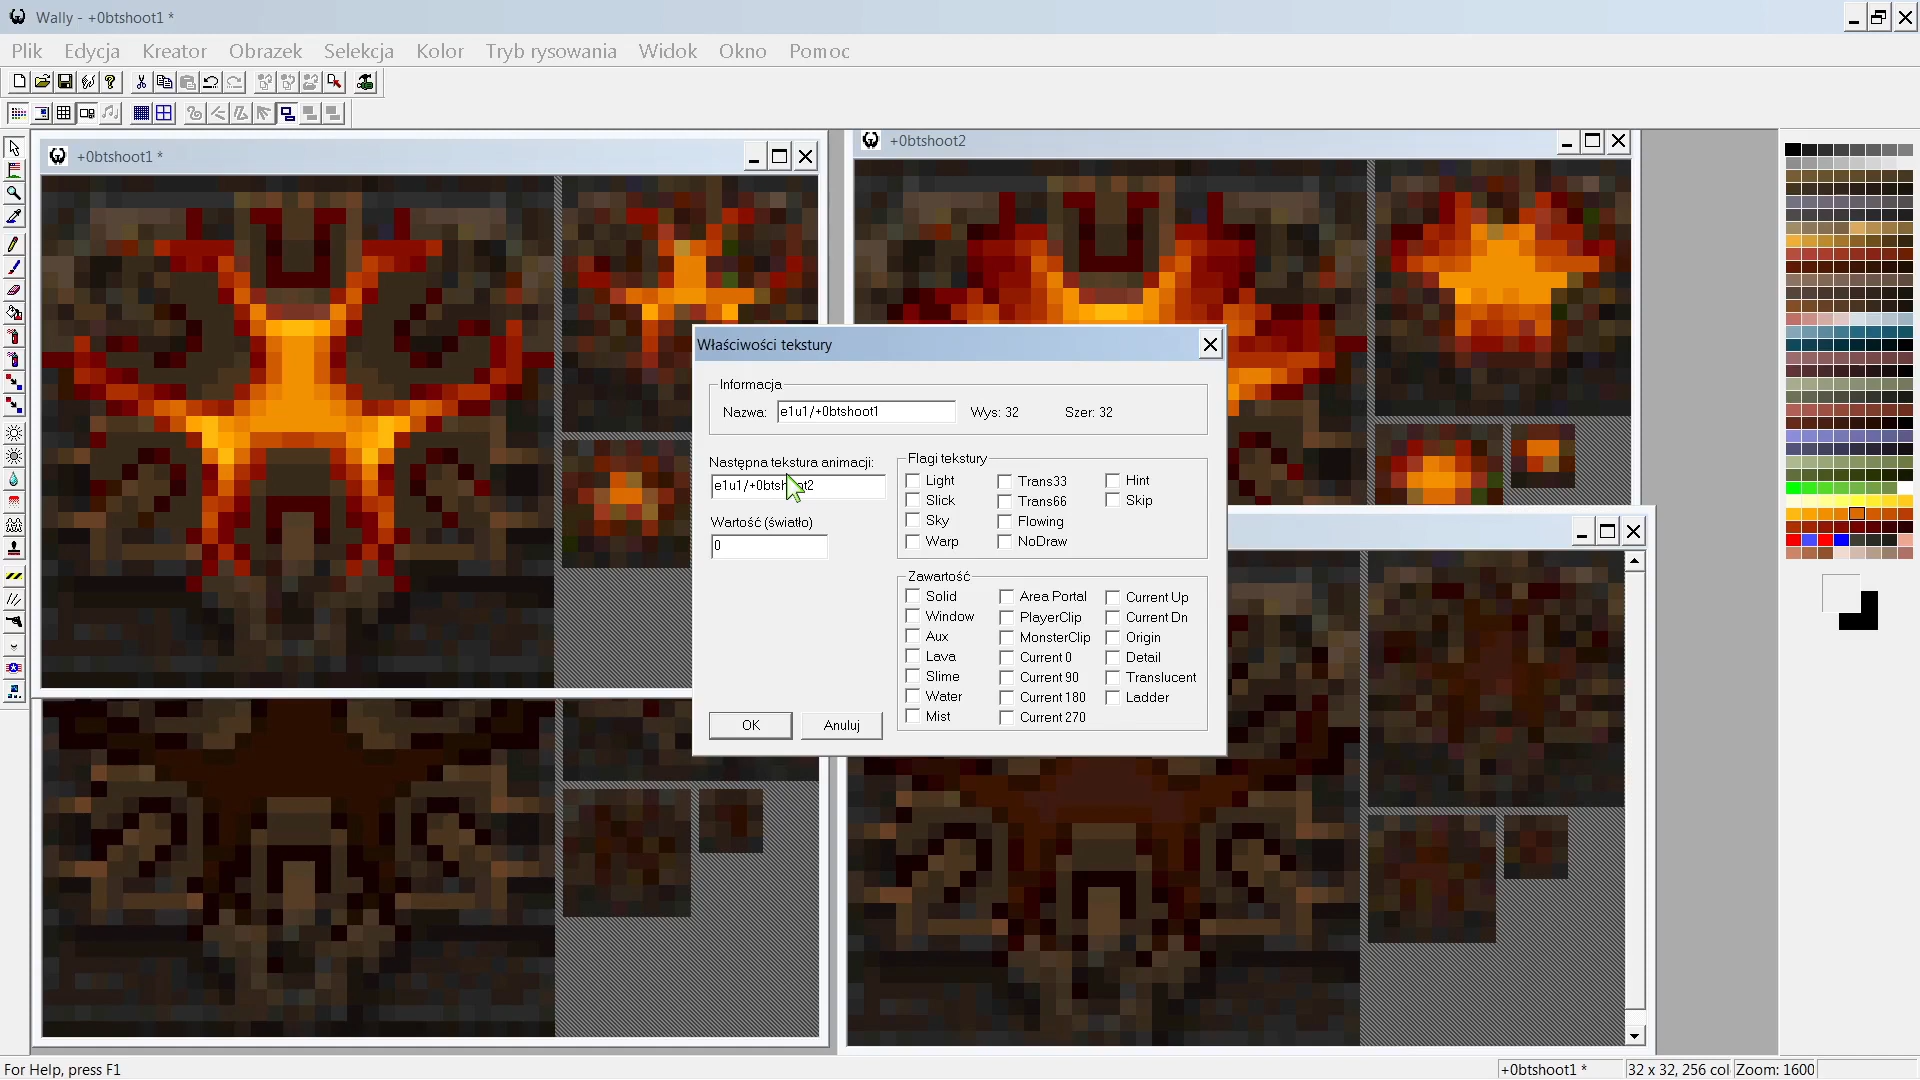 Wally - +0btshoot1 *
Plik Edycja Kreator Obrazek Selekcja Kolor Tryb rysowania Widok Okno Pomoc
+0btshoot1 *
+0btshoot2
Właściwości tekstury
Informacja
Nazwa: e1u1/+0btshoot1 Wys: 32 Szer: 32
Następna tekstura animacji:
e1u1/+0btshoot2
Wartość (światło)
0
Flagi tekstury
Light Trans33 Hint
Slick Trans66 Skip
Sky Flowing
Warp NoDraw
Zawartość
Solid Area Portal Current Up
Window PlayerClip Current Dn
Aux MonsterClip Origin
Lava Current 0 Detail
Slime Current 90 Translucent
Water Current 180 Ladder
Mist Current 270
OK Anuluj
For Help, press F1
+0btshoot1 * 32 x 32, 256 col Zoom: 1600